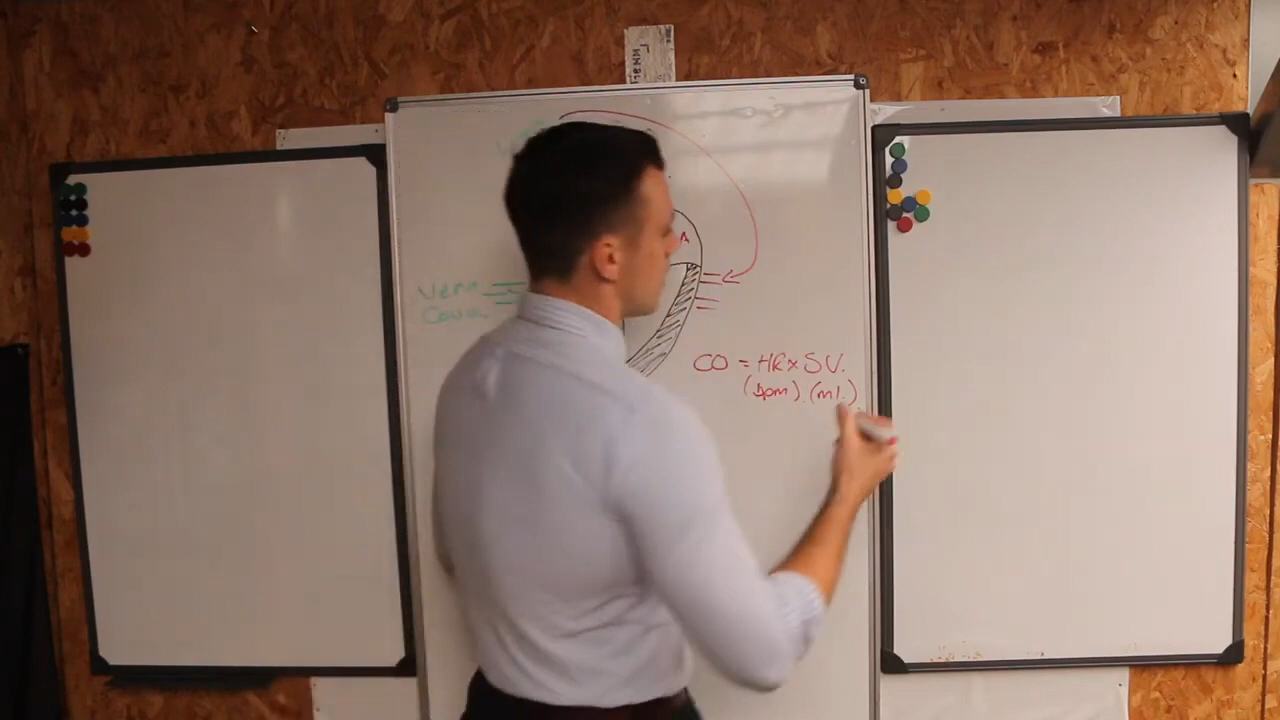 A
Vena
Cava
CO = HR x SV.
(bpm). (ml.)